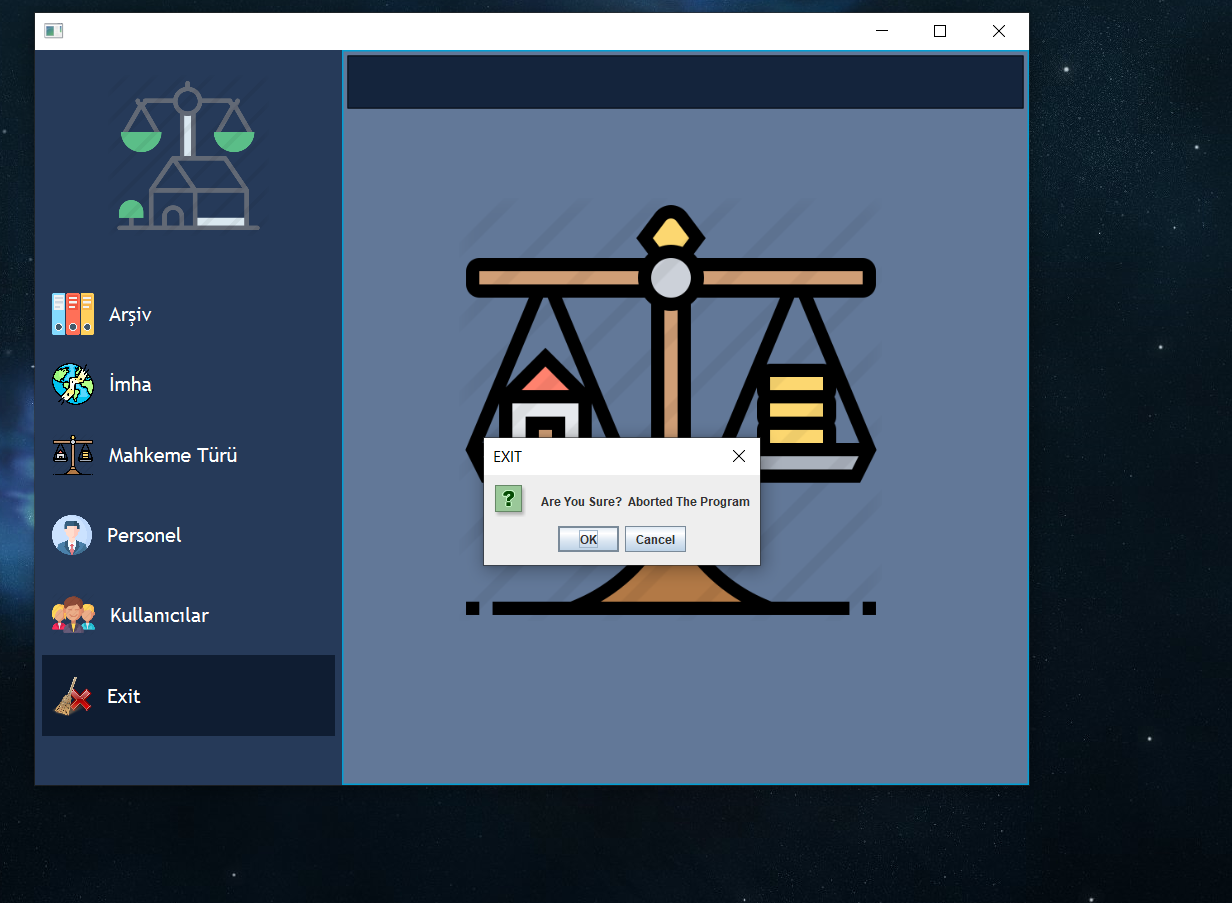 Arşiv
İmha
Mahkeme Türü
Personel
Kullanıcılar
Exit
EXIT
? Are You Sure?  Aborted The Program
OK Cancel